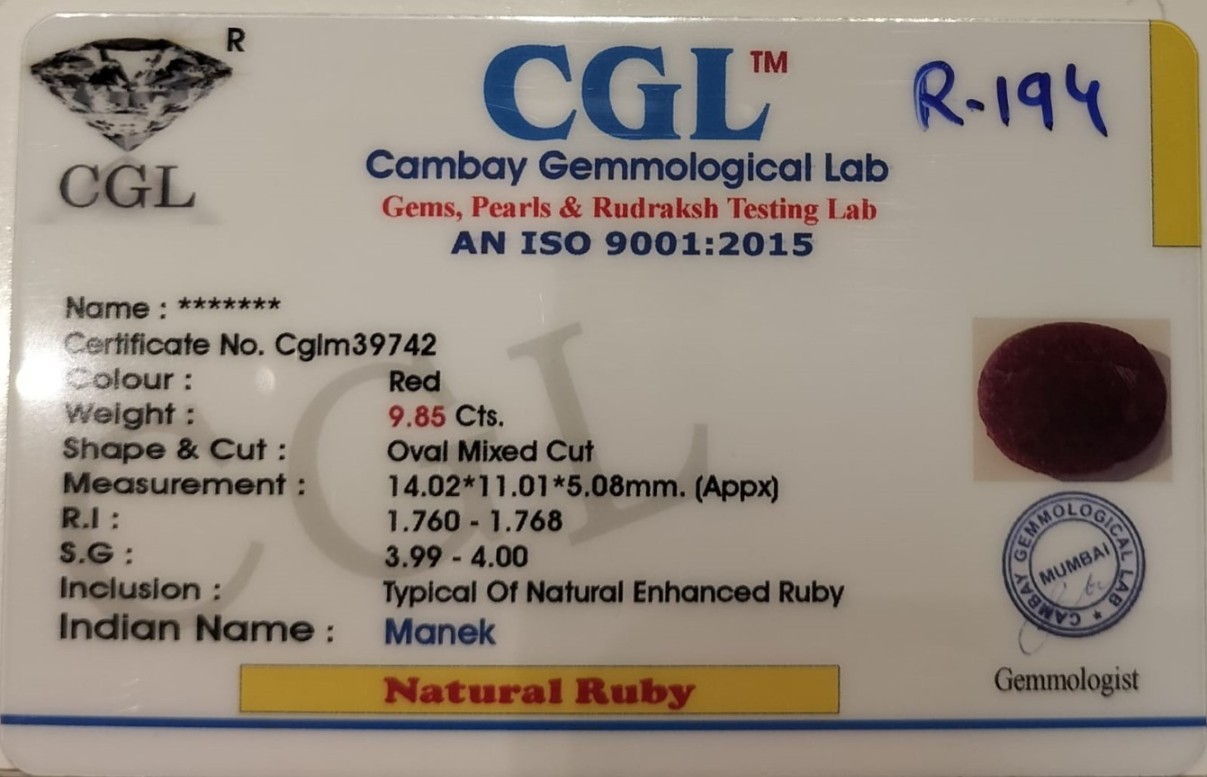 R
CGL
CGL™
R-194
Cambay Gemmological Lab
Gems, Pearls & Rudraksh Testing Lab
AN ISO 9001:2015
Name : *******
Certificate No. Cglm39742
Colour : Red
Weight : 9.85 Cts.
Shape & Cut : Oval Mixed Cut
Measurement : 14.02*11.01*5.08mm. (Appx)
R.I : 1.760 - 1.768
S.G : 3.99 - 4.00
Inclusion : Typical Of Natural Enhanced Ruby
Indian Name : Manek
Natural Ruby
CGL
CAMBAY GEMMOLOGICAL LAB ★
MUMBAI
Gemmologist